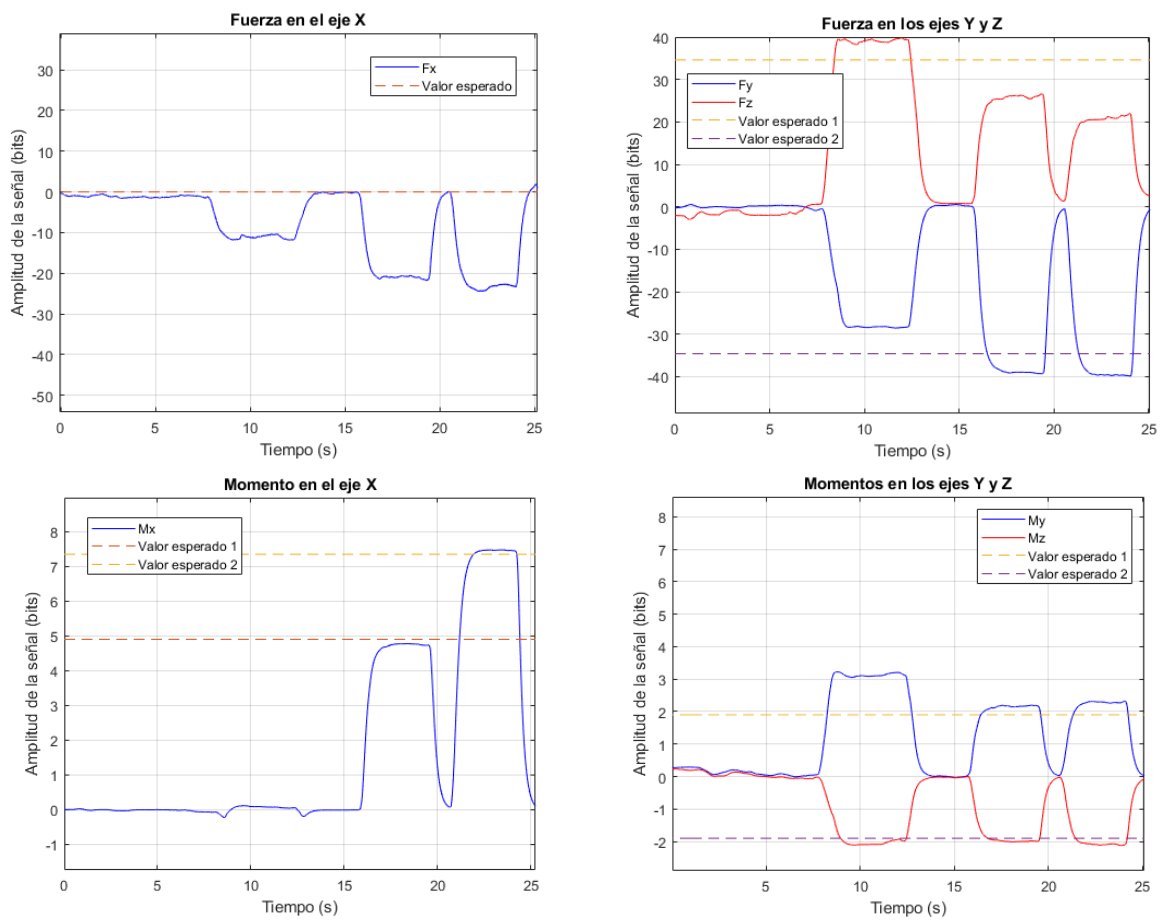 Fuerza en el eje X
Amplitud de la señal (bits)
30
20
10
0
-10
-20
-30
-40
-50
Fx
Valor esperado
0
5
10
15
20
25
Tiempo (s)
Fuerza en los ejes Y y Z
Amplitud de la señal (bits)
40
30
20
10
0
-10
-20
-30
-40
Fy
Fz
Valor esperado 1
Valor esperado 2
0
5
10
15
20
25
Tiempo (s)
Momento en el eje X
Amplitud de la señal (bits)
8
7
6
5
4
3
2
1
0
-1
Mx
Valor esperado 1
Valor esperado 2
0
5
10
15
20
25
Tiempo (s)
Momentos en los ejes Y y Z
Amplitud de la señal (bits)
8
7
6
5
4
3
2
1
0
-1
-2
My
Mz
Valor esperado 1
Valor esperado 2
5
10
15
20
25
Tiempo (s)